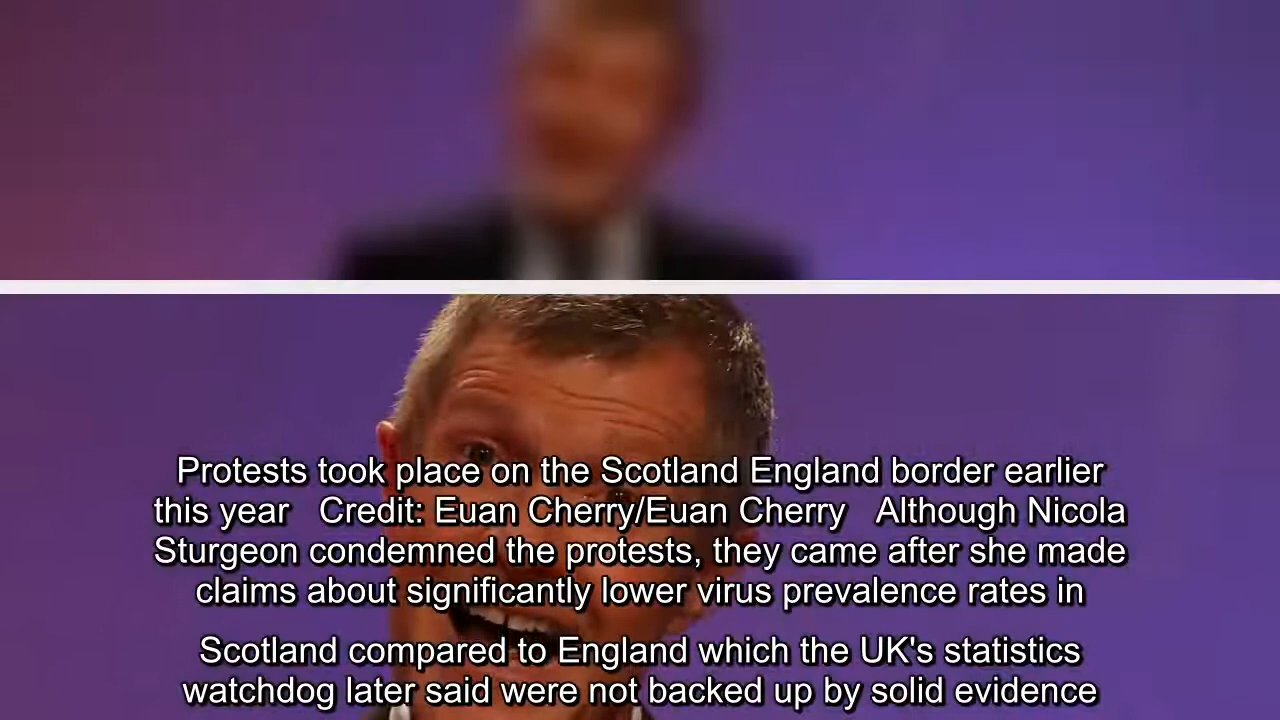 Protests took place on the Scotland England border earlier
this year Credit: Euan Cherry/Euan Cherry Although Nicola
Sturgeon condemned the protests, they came after she made
claims about significantly lower virus prevalence rates in
Scotland compared to England which the UK's statistics
watchdog later said were not backed up by solid evidence